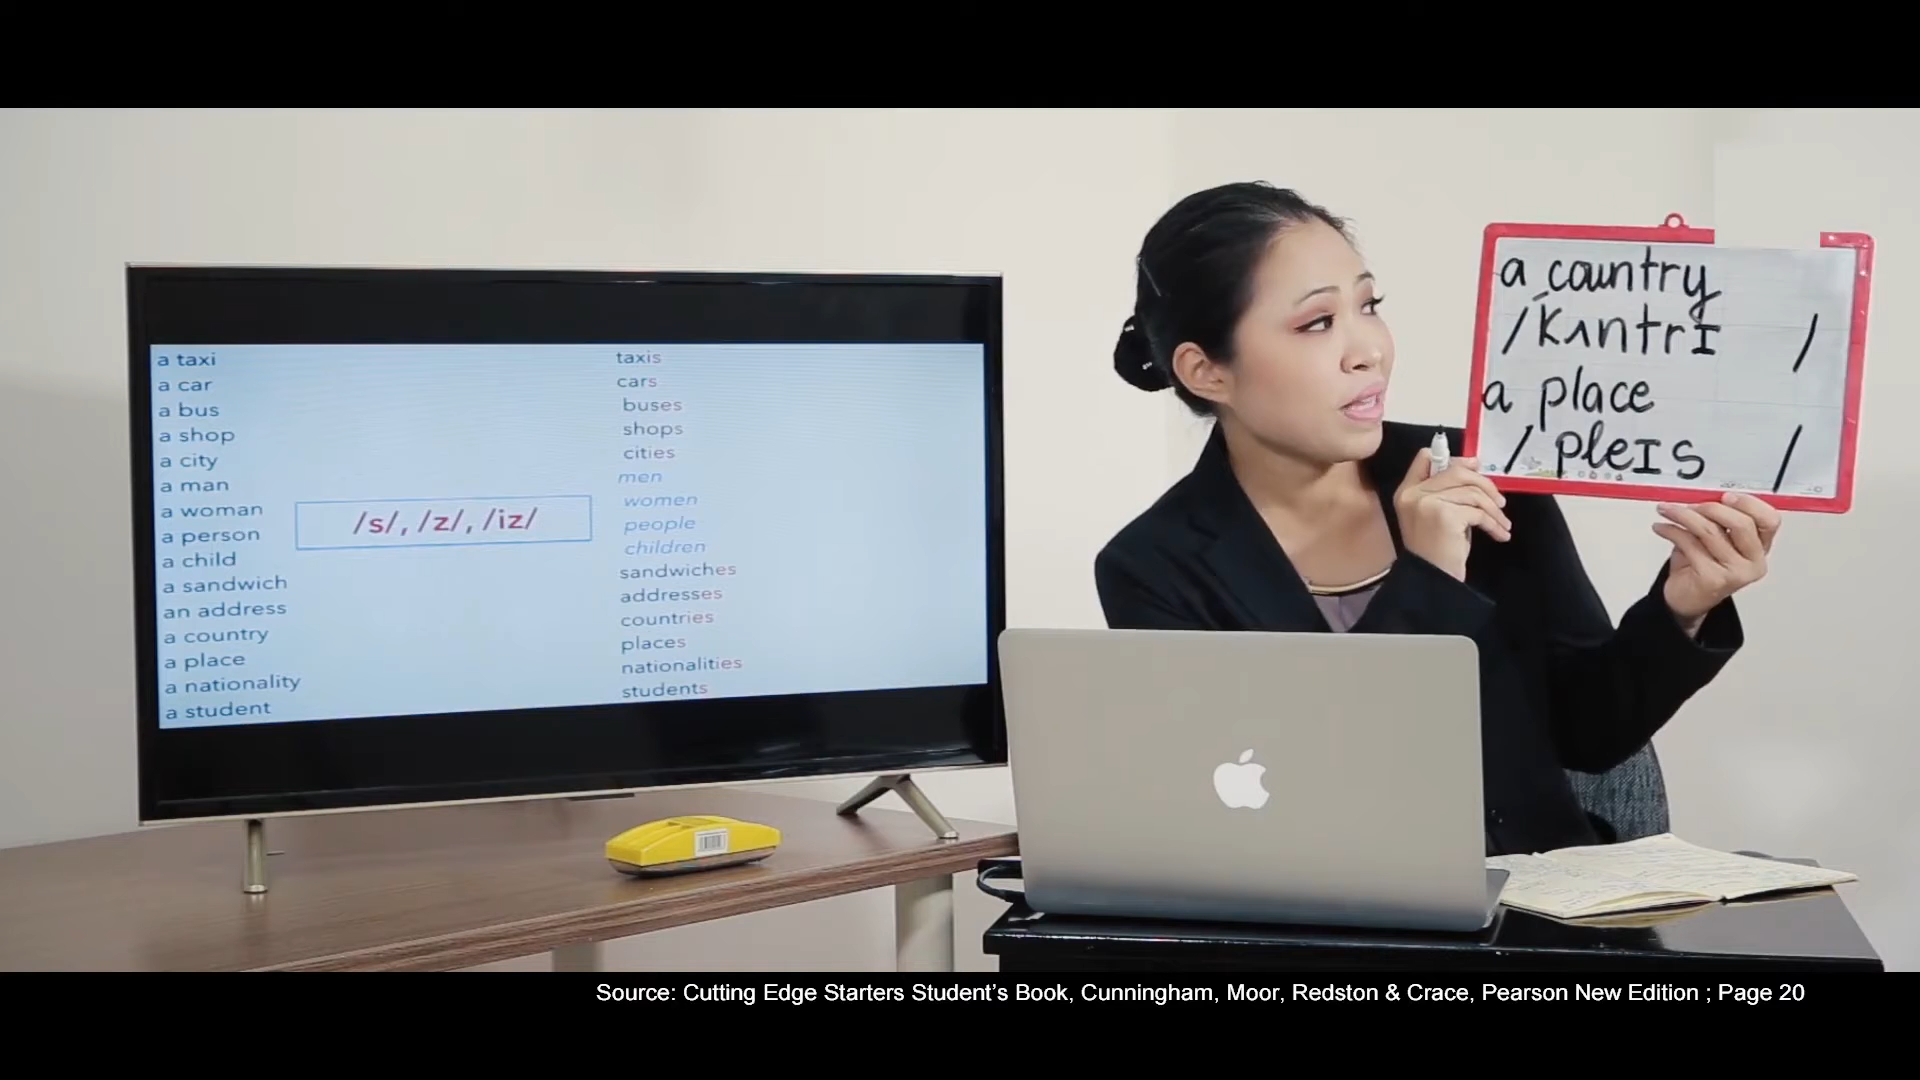 a taxi
a car
a bus
a shop
a city
a man
a woman
a person
a child
a sandwich
an address
a country
a place
a nationality
a student
/s/, /z/, /iz/
taxis
cars
buses
shops
cities
men
women
people
children
sandwiches
addresses
countries
places
nationalities
students
a country
/ˈkʌntrɪ /
a place
/ pleɪs /
Source: Cutting Edge Starters Student’s Book, Cunningham, Moor, Redston & Crace, Pearson New Edition ; Page 20